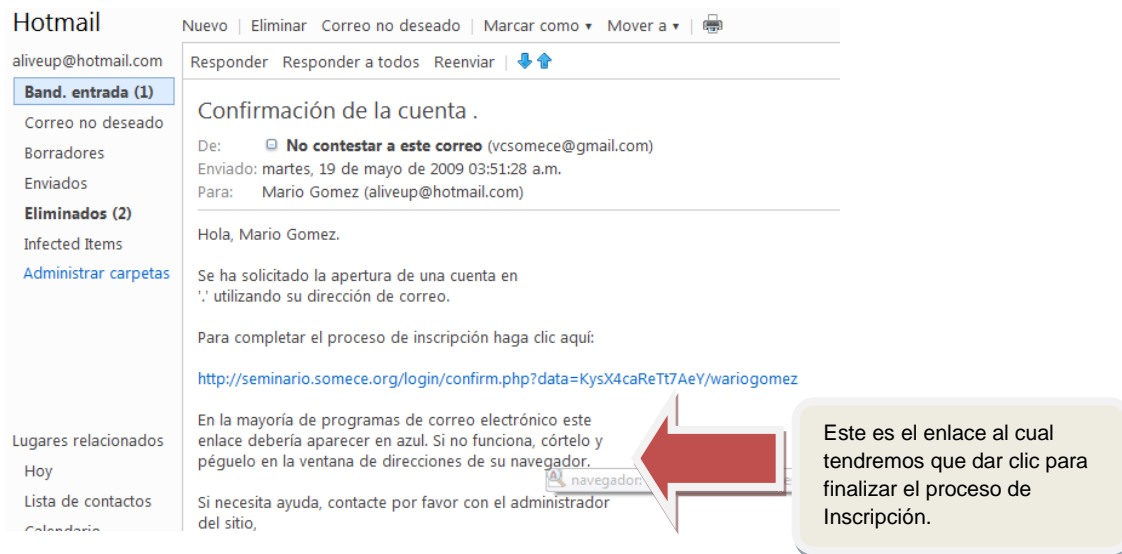 Hotmail
Nuevo | Eliminar Correo no deseado | Marcar como ▾ Mover a ▾ |
aliveup@hotmail.com
Responder Responder a todos Reenviar |
Band. entrada (1)
Correo no deseado
Borradores
Enviados
Eliminados (2)
Infected Items
Administrar carpetas
Confirmación de la cuenta .
De: No contestar a este correo (vcsomece@gmail.com)
Enviado: martes, 19 de mayo de 2009 03:51:28 a.m.
Para: Mario Gomez (aliveup@hotmail.com)
Hola, Mario Gomez.
Se ha solicitado la apertura de una cuenta en
'.' utilizando su dirección de correo.
Para completar el proceso de inscripción haga clic aquí:
http://seminario.somece.org/login/confirm.php?data=KysX4caReTt7AeY/wariogomez
En la mayoría de programas de correo electrónico este
enlace debería aparecer en azul. Si no funciona, córtelo y
péguelo en la ventana de direcciones de su navegador.
navegador:
Si necesita ayuda, contacte por favor con el administrador
del sitio,
Lugares relacionados
Hoy
Lista de contactos
Calendario
Este es el enlace al cual
tendremos que dar clic para
finalizar el proceso de
Inscripción.